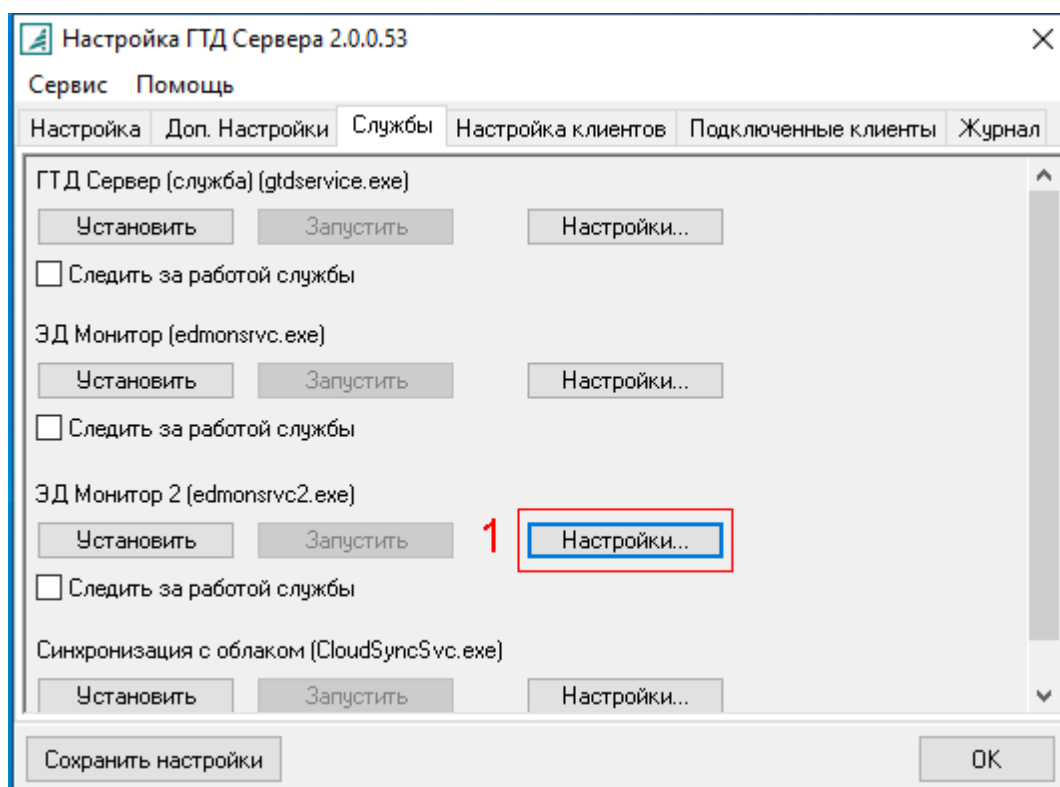 Настройка ГТД Сервера 2.0.0.53
Сервис Помощь
Настройка Доп. Настройки Службы Настройка клиентов Подключенные клиенты Журнал
ГТД Сервер (служба) (gtdservice.exe)
Установить Запустить Настройки...
Следить за работой службы
ЭД Монитор (edmonsrvc.exe)
Установить Запустить Настройки...
Следить за работой службы
ЭД Монитор 2 (edmonsrvc2.exe)
Установить Запустить 1 Настройки...
Следить за работой службы
Синхронизация с облаком (CloudSyncSvc.exe)
Установить Запустить Настройки...
Сохранить настройки OK